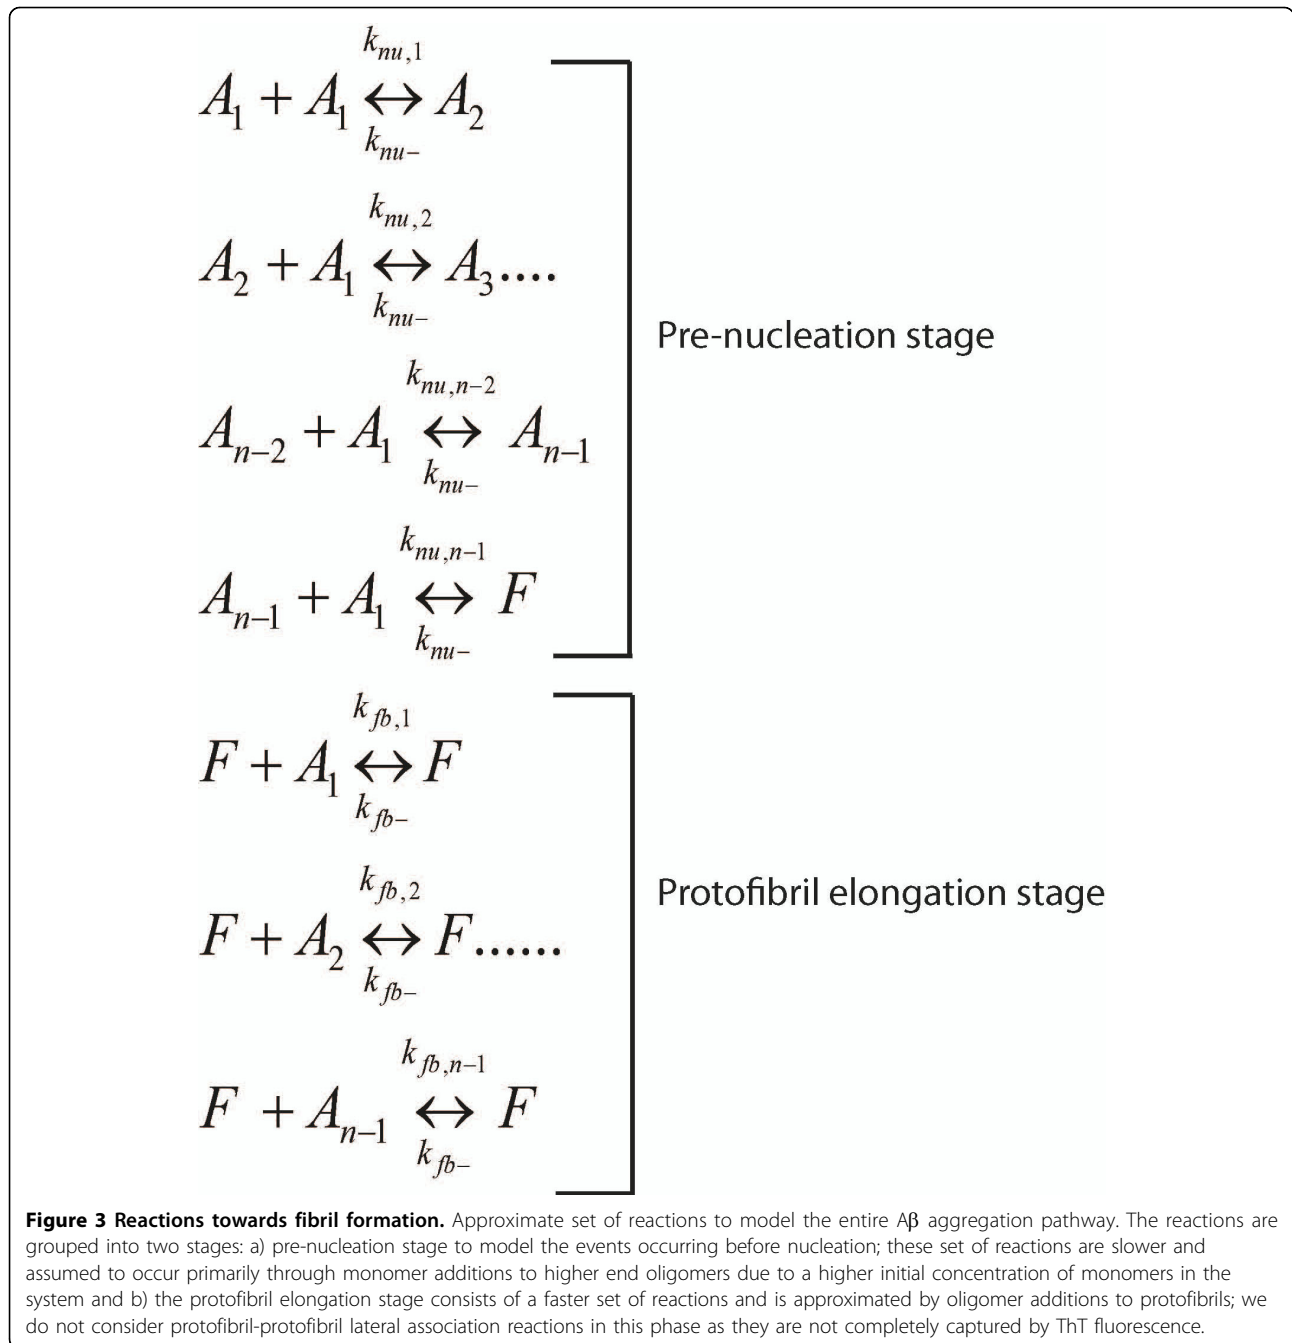 k_{nu,1}
A_1 + A_1 ↔ A_2
k_{nu-}
k_{nu,2}
A_2 + A_1 ↔ A_3....
k_{nu-}
Pre-nucleation stage
k_{nu,n-2}
A_{n-2} + A_1 ↔ A_{n-1}
k_{nu-}
k_{nu,n-1}
A_{n-1} + A_1 ↔ F
k_{nu-}
k_{fb,1}
F + A_1 ↔ F
k_{fb-}
k_{fb,2}
Protofibril elongation stage
F + A_2 ↔ F......
k_{fb-}
k_{fb,n-1}
F + A_{n-1} ↔ F
k_{fb-}
Figure 3 Reactions towards fibril formation. Approximate set of reactions to model the entire Aβ aggregation pathway. The reactions are
grouped into two stages: a) pre-nucleation stage to model the events occurring before nucleation; these set of reactions are slower and
assumed to occur primarily through monomer additions to higher end oligomers due to a higher initial concentration of monomers in the
system and b) the protofibril elongation stage consists of a faster set of reactions and is approximated by oligomer additions to protofibrils; we
do not consider protofibril-protofibril lateral association reactions in this phase as they are not completely captured by ThT fluorescence.